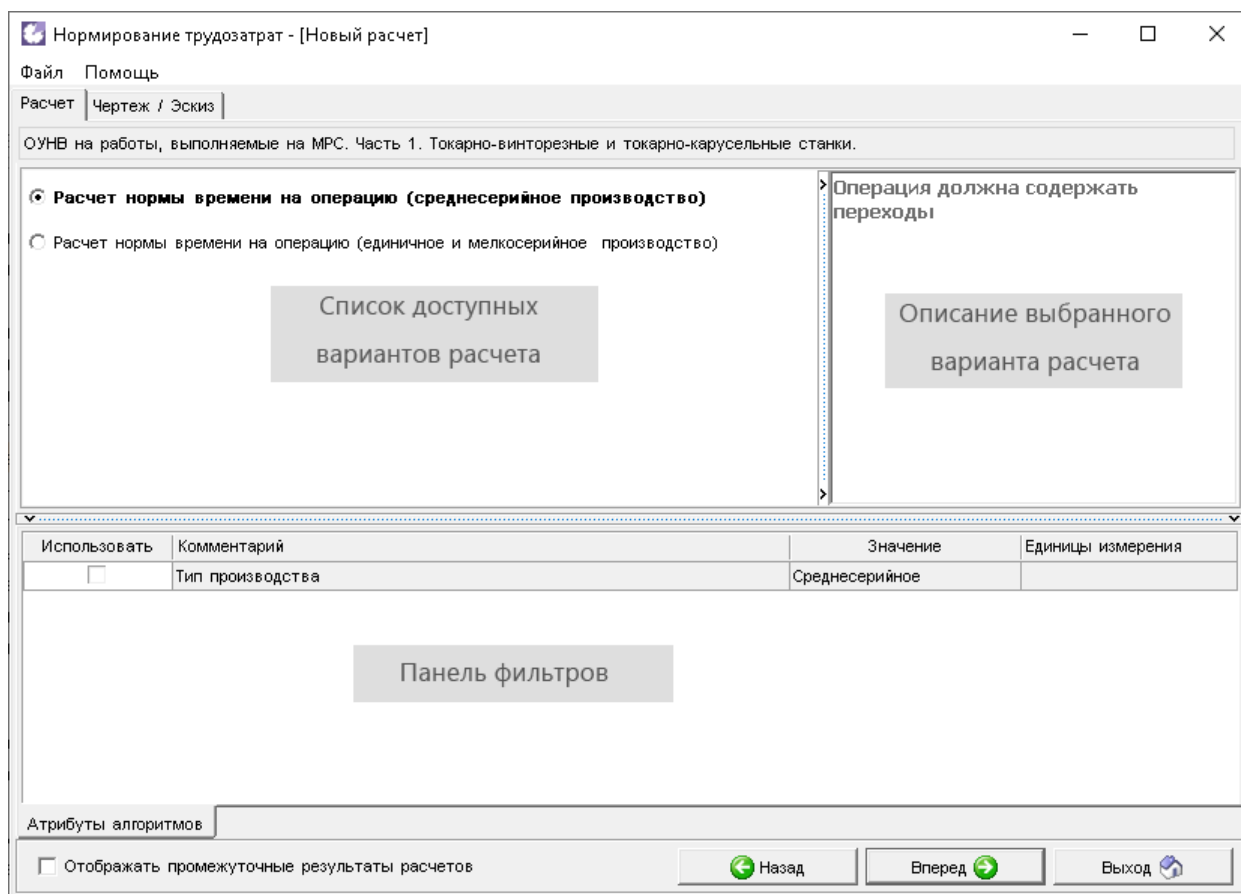 Нормирование трудозатрат - [Новый расчет]
Файл Помощь
Расчет Чертеж / Эскиз
ОУНВ на работы, выполняемые на МРС. Часть 1. Токарно-винторезные и токарно-карусельные станки.
Расчет нормы времени на операцию (среднесерийное производство)
Расчет нормы времени на операцию (единичное и мелкосерийное производство)
Список доступных
вариантов расчета
Операция должна содержать
переходы
Описание выбранного
варианта расчета
Использовать Комментарий Значение Единицы измерения
Тип производства Среднесерийное
Панель фильтров
Атрибуты алгоритмов
Отображать промежуточные результаты расчетов Назад Вперед Выход